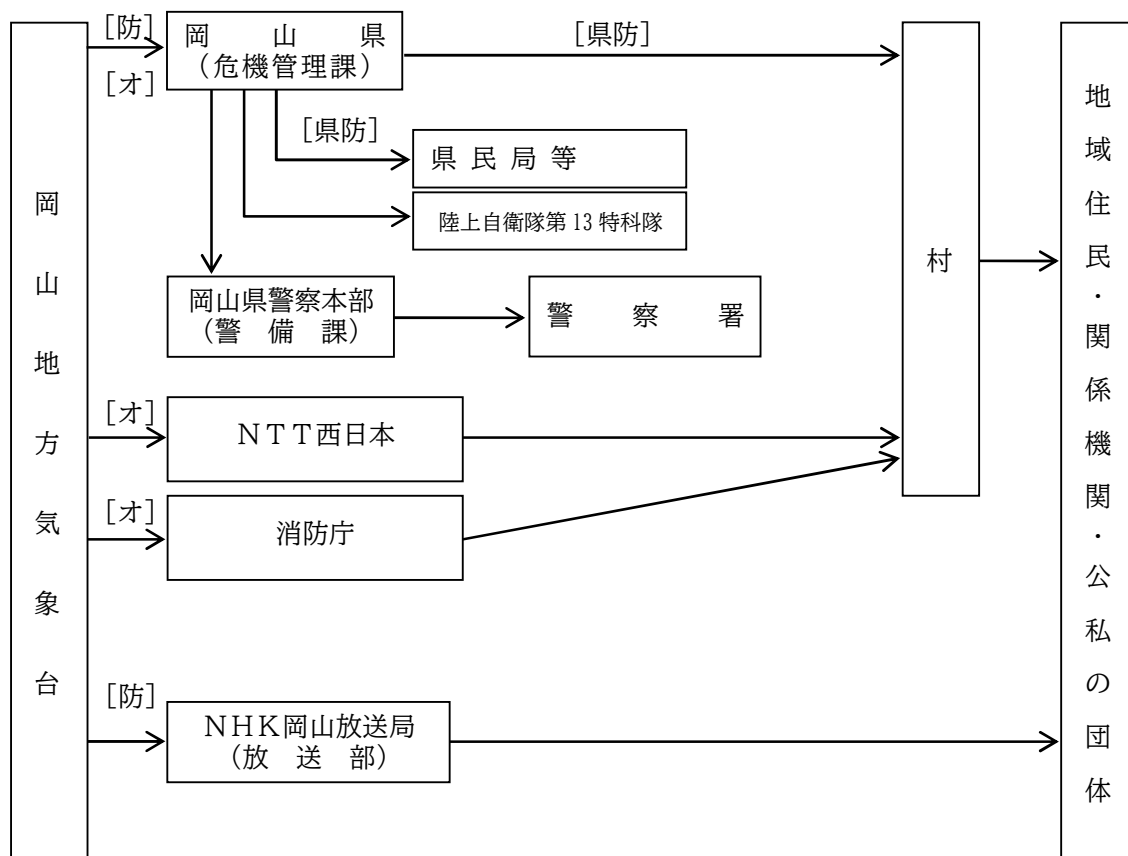 岡山地方気象台
［防］
［オ］
岡山県
（危機管理課）
［県防］
［県防］
県民局等
陸上自衛隊第13特科隊
岡山県警察本部
（警備課）
警察署
［オ］
ＮＴＴ西日本
［オ］
消防庁
［防］
ＮＨＫ岡山放送局
（放送部）
村
地域住民・関係機関・公私の団体